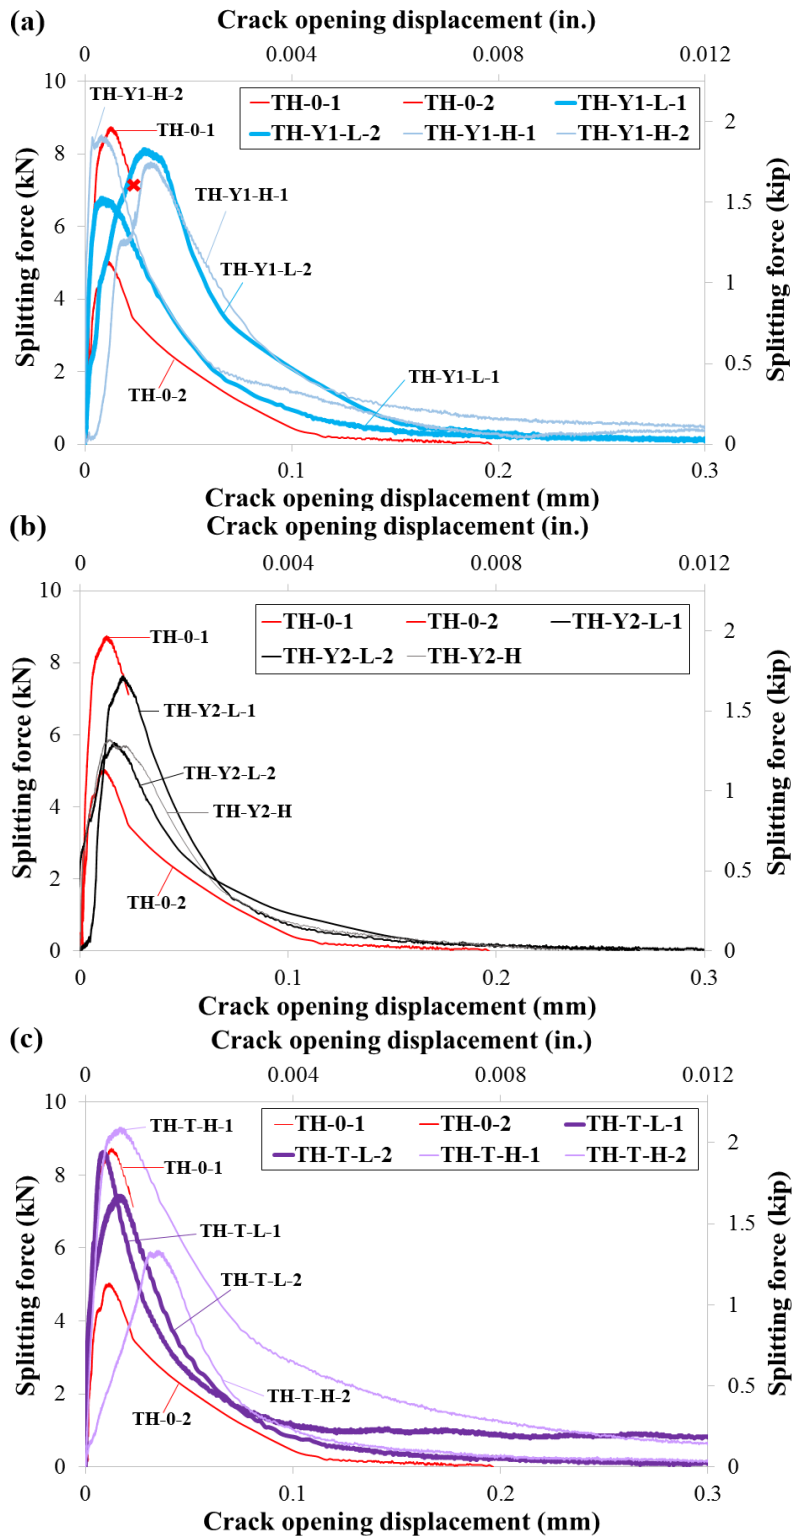 (a)
Crack opening displacement (in.)
0 0.004 0.008 0.012
TH-0-1 TH-0-2 TH-Y1-L-1
TH-Y1-L-2 TH-Y1-H-1 TH-Y1-H-2
Splitting force (kN)
10
8
6
4
2
0
TH-Y1-H-2
TH-0-1
TH-Y1-H-1
TH-Y1-L-2
TH-Y1-L-1
TH-0-2
2
1.5
1
0.5
0
Splitting force (kip)
0 0.1 0.2 0.3
Crack opening displacement (mm)
(b)
Crack opening displacement (in.)
0 0.004 0.008 0.012
TH-0-1 TH-0-2 TH-Y2-L-1
TH-Y2-L-2 TH-Y2-H
Splitting force (kN)
10
8
6
4
2
0
TH-0-1
TH-Y2-L-1
TH-Y2-L-2
TH-Y2-H
TH-0-2
2
1.5
1
0.5
0
Splitting force (kip)
0 0.1 0.2 0.3
Crack opening displacement (mm)
(c)
Crack opening displacement (in.)
0 0.004 0.008 0.012
TH-0-1 TH-0-2 TH-T-L-1
TH-T-L-2 TH-T-H-1 TH-T-H-2
Splitting force (kN)
10
8
6
4
2
0
TH-T-H-1
TH-0-1
TH-T-L-1
TH-T-L-2
TH-T-H-2
TH-0-2
2
1.5
1
0.5
0
Splitting force (kip)
0 0.1 0.2 0.3
Crack opening displacement (mm)